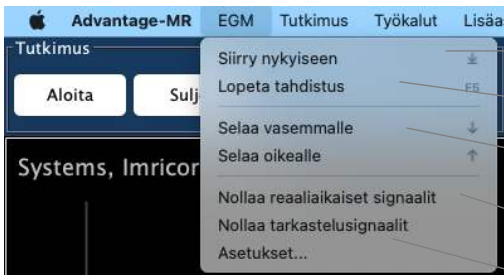 Advantage-MR EGM Tutkimus Työkalut Lisää
Tutkimus
Aloita Sulj
Siirry nykyiseen
Lopeta tahdistus F5
Selaa vasemmalle
Selaa oikealle
Nollaa reaaliaikaiset signaalit
Nollaa tarkastelusignaalit
Asetukset...
Systems, Imricor